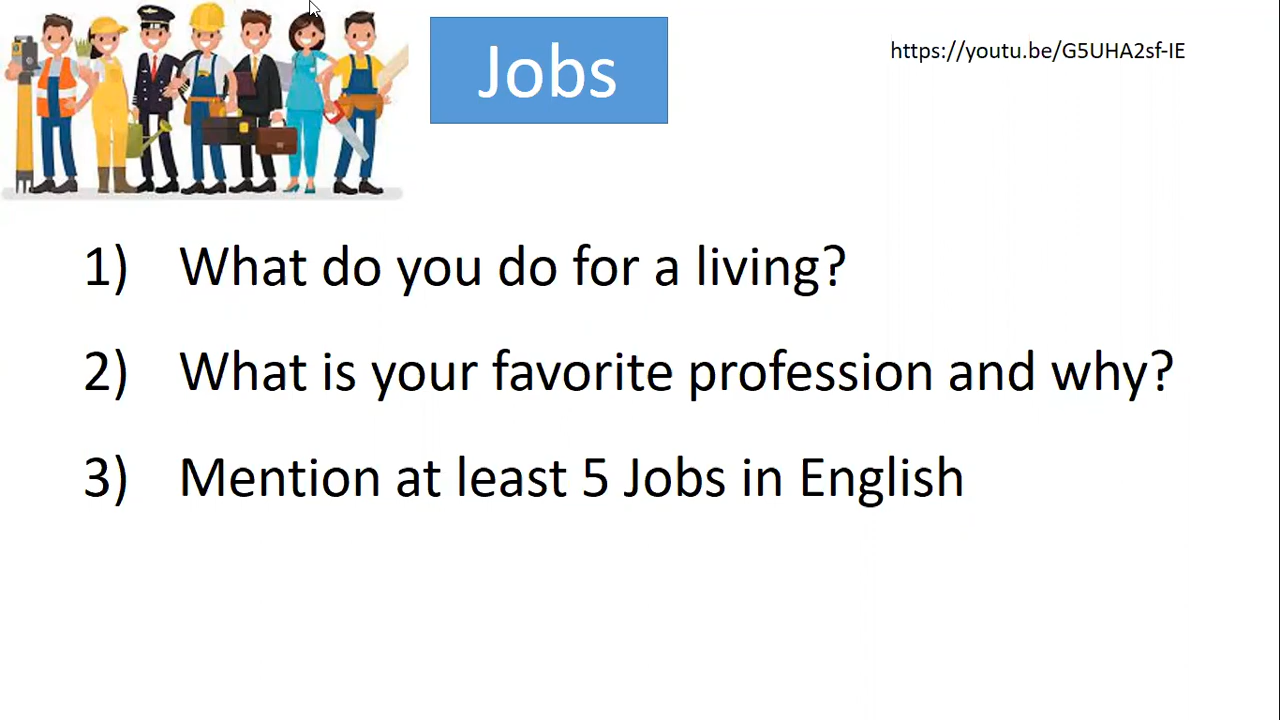 Jobs
https://youtu.be/G5UHA2sf-IE
1) What do you do for a living?
2) What is your favorite profession and why?
3) Mention at least 5 Jobs in English